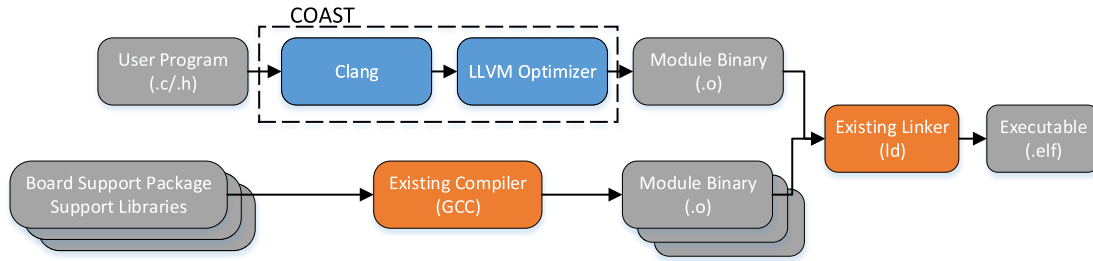 COAST
User Program
(.c/.h)
Clang
LLVM Optimizer
Module Binary
(.o)
Existing Linker
(ld)
Executable
(.elf)
Board Support Package
Support Libraries
Existing Compiler
(GCC)
Module Binary
(.o)